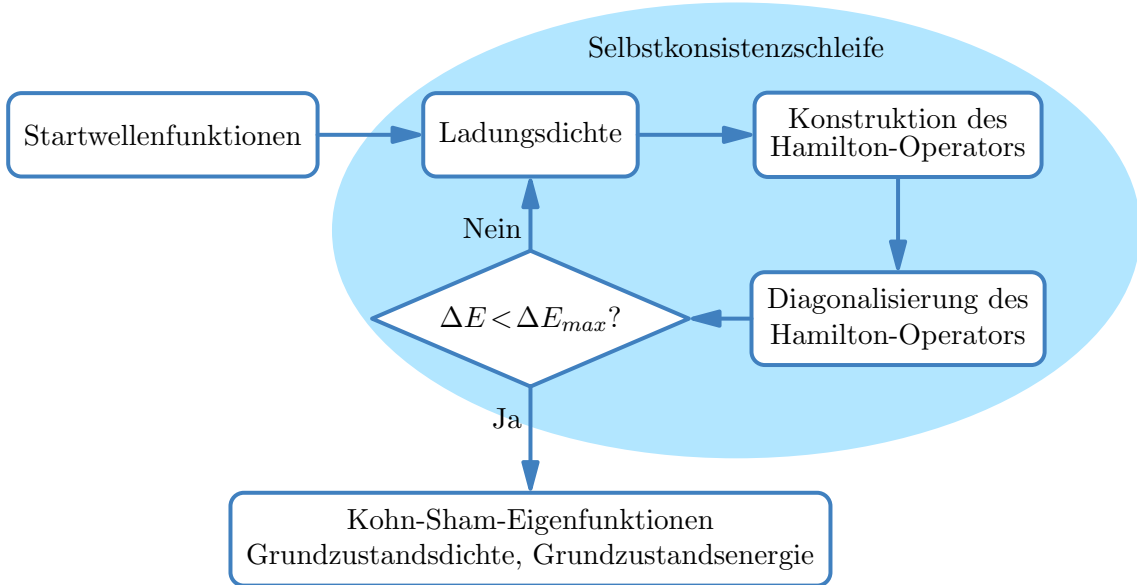 Selbstkonsistenzschleife
Startwellenfunktionen
Ladungsdichte
Konstruktion des
Hamilton-Operators
Nein
ΔE < ΔE_max?
Diagonalisierung des
Hamilton-Operators
Ja
Kohn-Sham-Eigenfunktionen
Grundzustandsdichte, Grundzustandsenergie